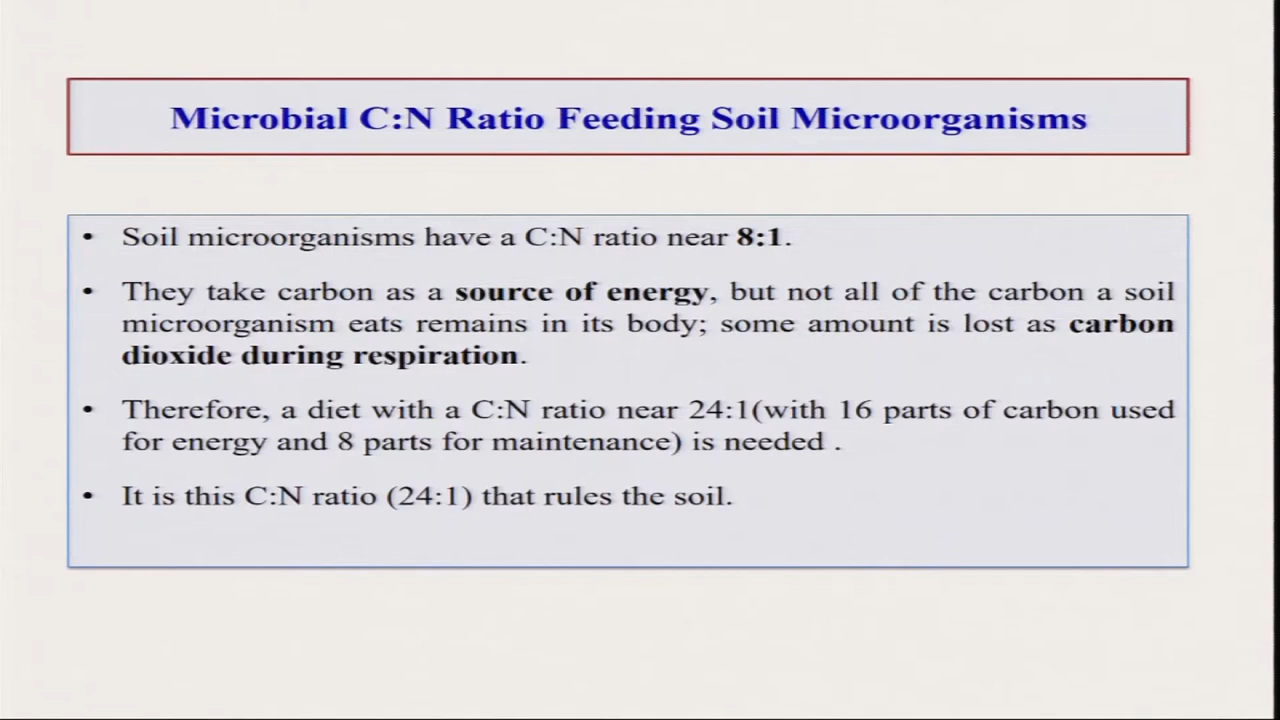 Microbial C:N Ratio Feeding Soil Microorganisms
• Soil microorganisms have a C:N ratio near 8:1.
• They take carbon as a source of energy, but not all of the carbon a soil
microorganism eats remains in its body; some amount is lost as carbon
dioxide during respiration.
• Therefore, a diet with a C:N ratio near 24:1(with 16 parts of carbon used
for energy and 8 parts for maintenance) is needed .
• It is this C:N ratio (24:1) that rules the soil.